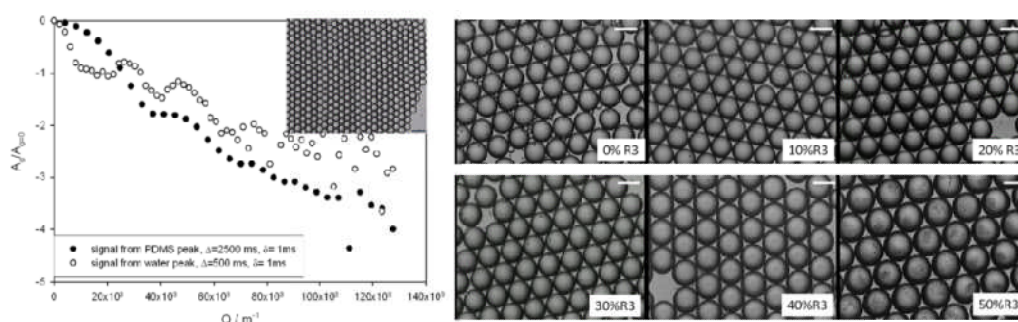 0
-1
-2
-3
-4
-5
A_q/A_q=0
● signal from PDMS peak, Δ=2500 ms, δ= 1ms
○ signal from water peak, Δ=500 ms, δ= 1ms
0 20x10³ 40x10³ 60x10³ 80x10³ 100x10³ 120x10³ 140x10³
Q / m⁻¹
0% R3
10%R3
20% R3
30%R3
40%R3
50%R3